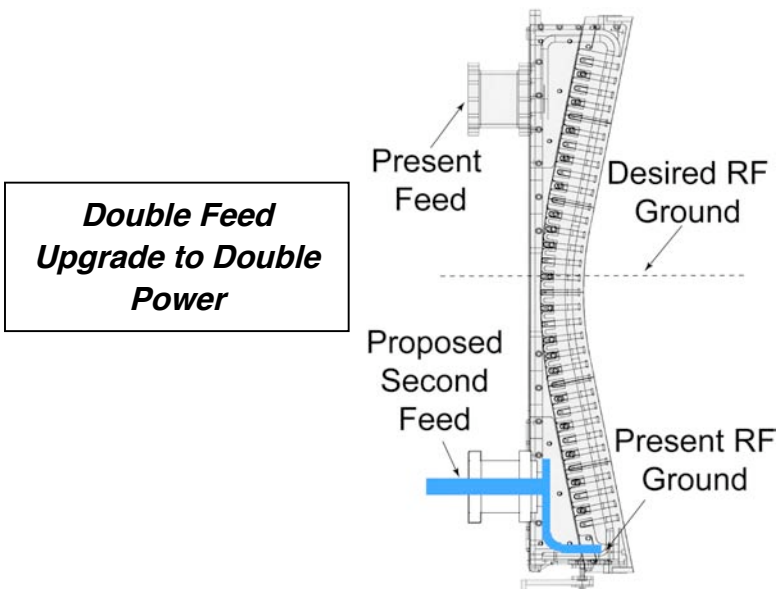 Present
Feed
Desired RF
Ground
Double Feed
Upgrade to Double
Power
Proposed
Second
Feed
Present RF
Ground